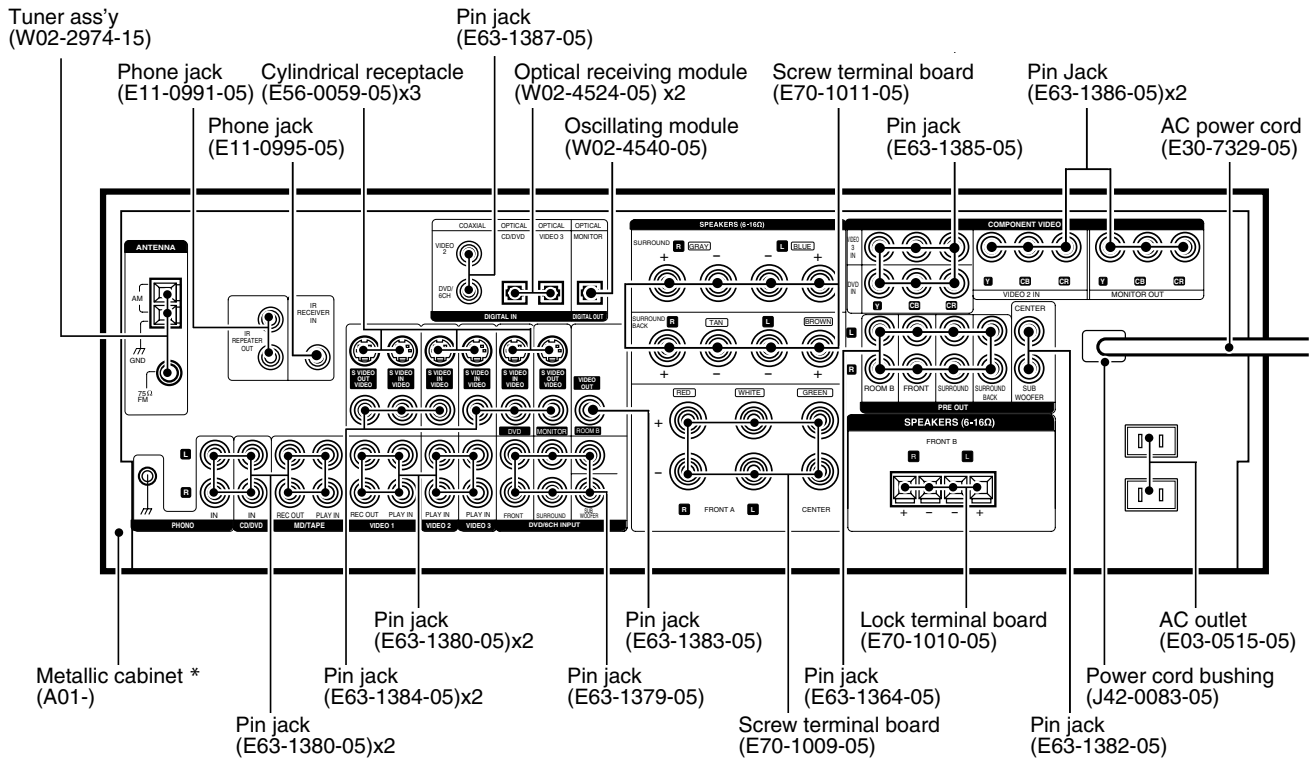 Tuner ass'y
(W02-2974-15)
Pin jack
(E63-1387-05)
Phone jack
(E11-0991-05)
Cylindrical receptacle
(E56-0059-05)x3
Optical receiving module
(W02-4524-05) x2
Screw terminal board
(E70-1011-05)
Pin Jack
(E63-1386-05)x2
Phone jack
(E11-0995-05)
Oscillating module
(W02-4540-05)
Pin jack
(E63-1385-05)
AC power cord
(E30-7329-05)
ANTENNA
AM
GND
75Ω
FM
IR
REPEATER
OUT
IR
RECEIVER
IN
COAXIAL
OPTICAL
OPTICAL
OPTICAL
CD/DVD
VIDEO 3
MONITOR
VIDEO
2
DVD/
6CH
DIGITAL IN
DIGITAL OUT
SPEAKERS (6-16Ω)
SURROUND
R
GRAY
L
BLUE
+ − − +
SURROUND
BACK
R
TAN
L
BROWN
+ − − +
RED
WHITE
GREEN
+
−
R
FRONT A
L
CENTER
COMPONENT VIDEO
VIDEO
3
IN
DVD
IN
Y CB CR
Y CB CR
Y CB CR
VIDEO 2 IN
MONITOR OUT
CENTER
L
R
ROOM B
FRONT
SURROUND
SURROUND
BACK
SUB
WOOFER
PRE OUT
SPEAKERS (6-16Ω)
FRONT B
R
L
+ − − +
S VIDEO
OUT
VIDEO
S VIDEO
IN
VIDEO
S VIDEO
IN
VIDEO
S VIDEO
IN
VIDEO
S VIDEO
IN
VIDEO
S VIDEO
OUT
VIDEO
VIDEO
OUT
DVD
MONITOR
ROOM B
L
R
IN
IN
REC OUT
PLAY IN
REC OUT
PLAY IN
PLAY IN
PLAY IN
FRONT
SURROUND
SUB
WOOFER
PHONO
CD/DVD
MD/TAPE
VIDEO 1
VIDEO 2
VIDEO 3
DVD/6CH INPUT
Pin jack
(E63-1380-05)x2
Pin jack
(E63-1383-05)
Lock terminal board
(E70-1010-05)
AC outlet
(E03-0515-05)
Metallic cabinet *
(A01-)
Pin jack
(E63-1384-05)x2
Pin jack
(E63-1379-05)
Pin jack
(E63-1364-05)
Power cord bushing
(J42-0083-05)
Pin jack
(E63-1380-05)x2
Screw terminal board
(E70-1009-05)
Pin jack
(E63-1382-05)